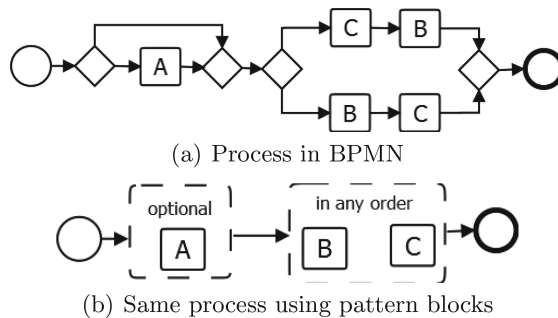 C B
A
B C
(a) Process in BPMN
optional in any order
A B C
(b) Same process using pattern blocks